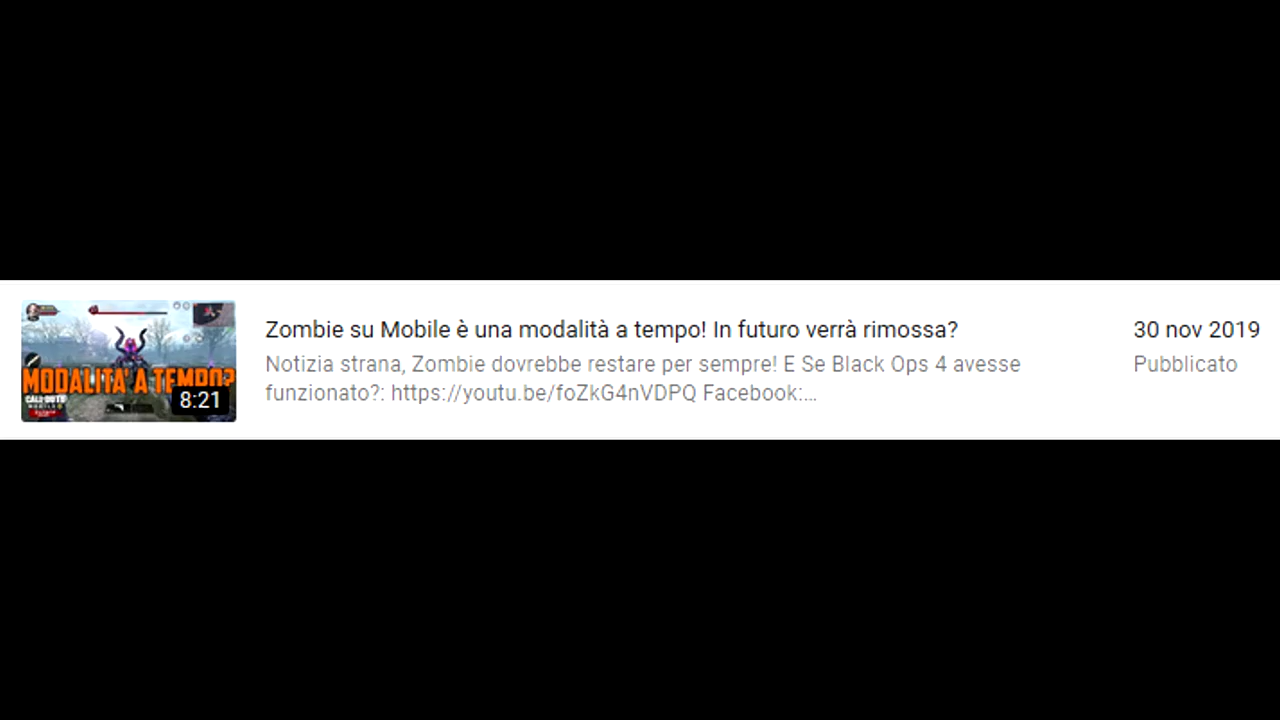 Zombie su Mobile è una modalità a tempo! In futuro verrà rimossa?
30 nov 2019
Notizia strana, Zombie dovrebbe restare per sempre! E Se Black Ops 4 avesse
Pubblicato
funzionato?: https://youtu.be/foZkG4nVDPQ Facebook:...
MODALITA' A TEMPO?
8:21
CALL OF DUTY
MOBILE